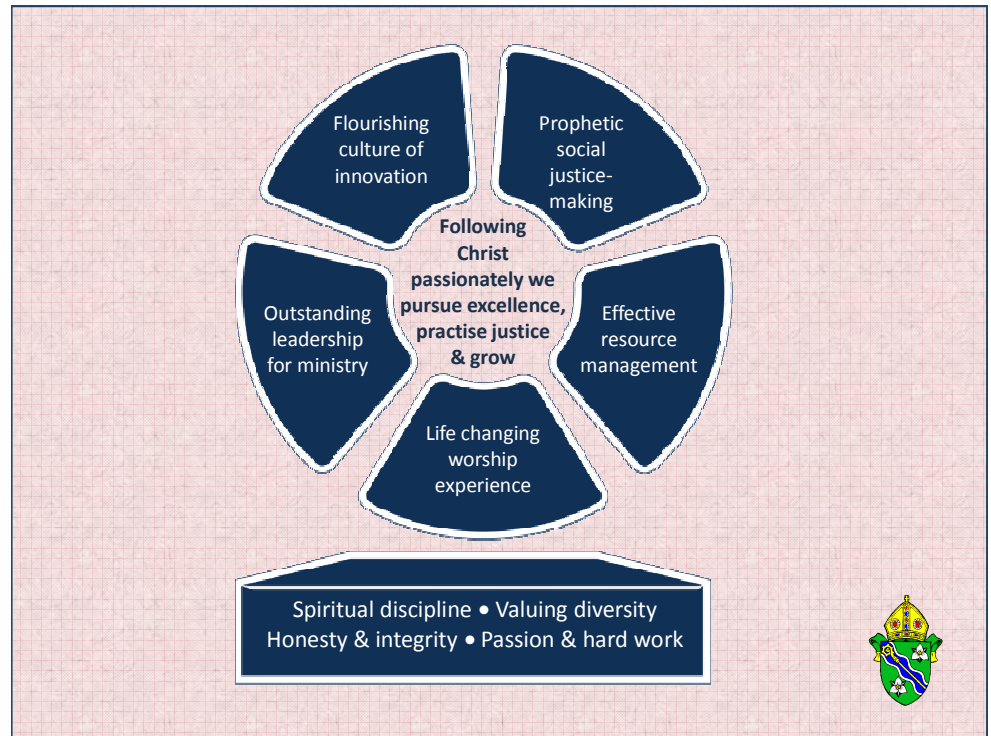 Flourishing
culture of
innovation
Prophetic
social
justice-
making
Following
Christ
passionately we
pursue excellence,
practise justice
& grow
Outstanding
leadership
for ministry
Effective
resource
management
Life changing
worship
experience
Spiritual discipline • Valuing diversity
Honesty & integrity • Passion & hard work